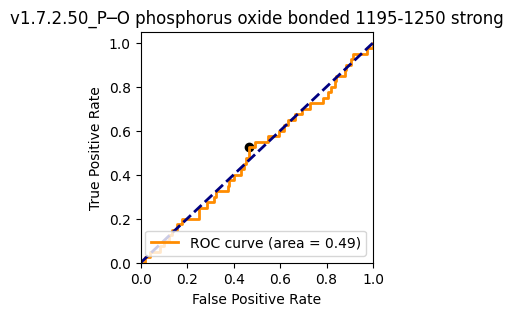 v1.7.2.50_P─O phosphorus oxide bonded 1195-1250 strong
1.0
0.8
0.6
0.4
0.2
0.0
True Positive Rate
ROC curve (area = 0.49)
0.0 0.2 0.4 0.6 0.8 1.0
False Positive Rate